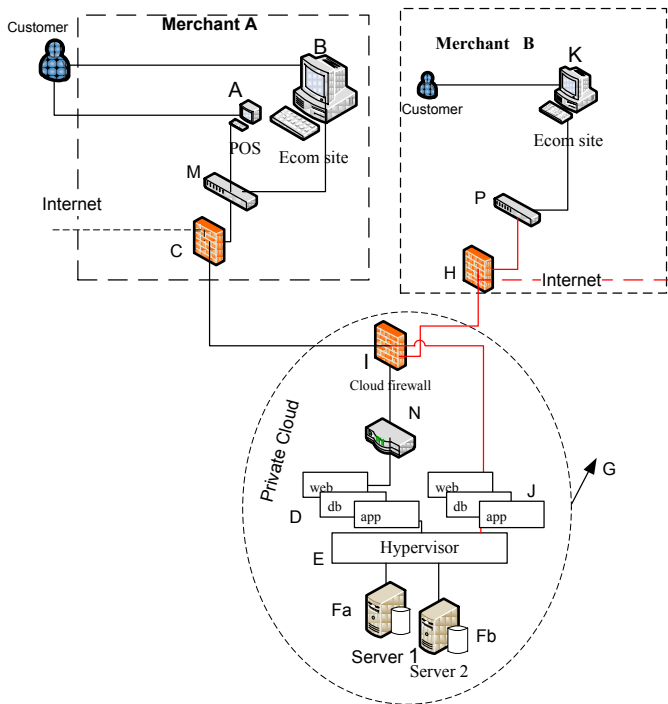 Customer
Merchant A
B
A
POS
Ecom site
M
Internet
C
Merchant B
K
Customer
Ecom site
P
H
Internet
I
Cloud firewall
N
Private Cloud
G
web
db
app
D
web
db
app
J
Hypervisor
E
Fa
Server 1
Fb
Server 2